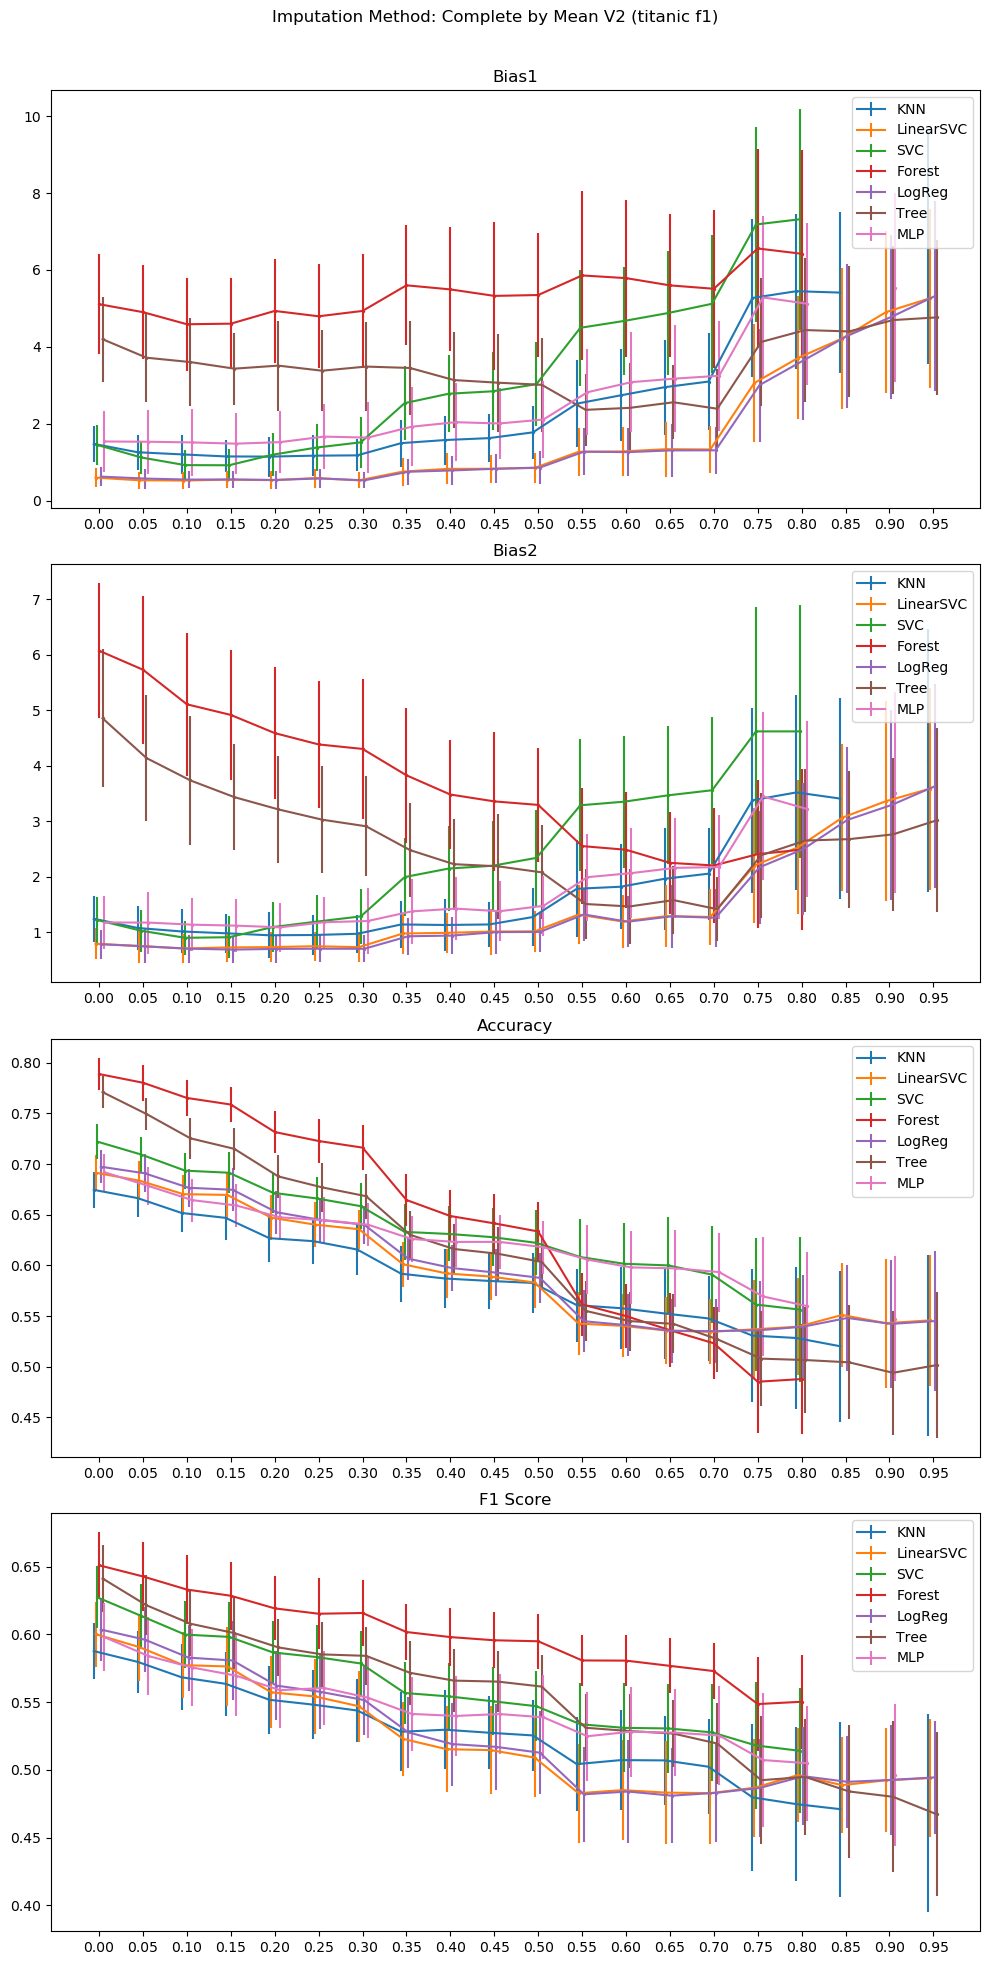 Imputation Method: Complete by Mean V2 (titanic f1)
Bias1
10
8
6
4
2
0
KNN
LinearSVC
SVC
Forest
LogReg
Tree
MLP
0.00 0.05 0.10 0.15 0.20 0.25 0.30 0.35 0.40 0.45 0.50 0.55 0.60 0.65 0.70 0.75 0.80 0.85 0.90 0.95
Bias2
7
6
5
4
3
2
1
KNN
LinearSVC
SVC
Forest
LogReg
Tree
MLP
0.00 0.05 0.10 0.15 0.20 0.25 0.30 0.35 0.40 0.45 0.50 0.55 0.60 0.65 0.70 0.75 0.80 0.85 0.90 0.95
Accuracy
0.80
0.75
0.70
0.65
0.60
0.55
0.50
0.45
KNN
LinearSVC
SVC
Forest
LogReg
Tree
MLP
0.00 0.05 0.10 0.15 0.20 0.25 0.30 0.35 0.40 0.45 0.50 0.55 0.60 0.65 0.70 0.75 0.80 0.85 0.90 0.95
F1 Score
0.65
0.60
0.55
0.50
0.45
0.40
KNN
LinearSVC
SVC
Forest
LogReg
Tree
MLP
0.00 0.05 0.10 0.15 0.20 0.25 0.30 0.35 0.40 0.45 0.50 0.55 0.60 0.65 0.70 0.75 0.80 0.85 0.90 0.95